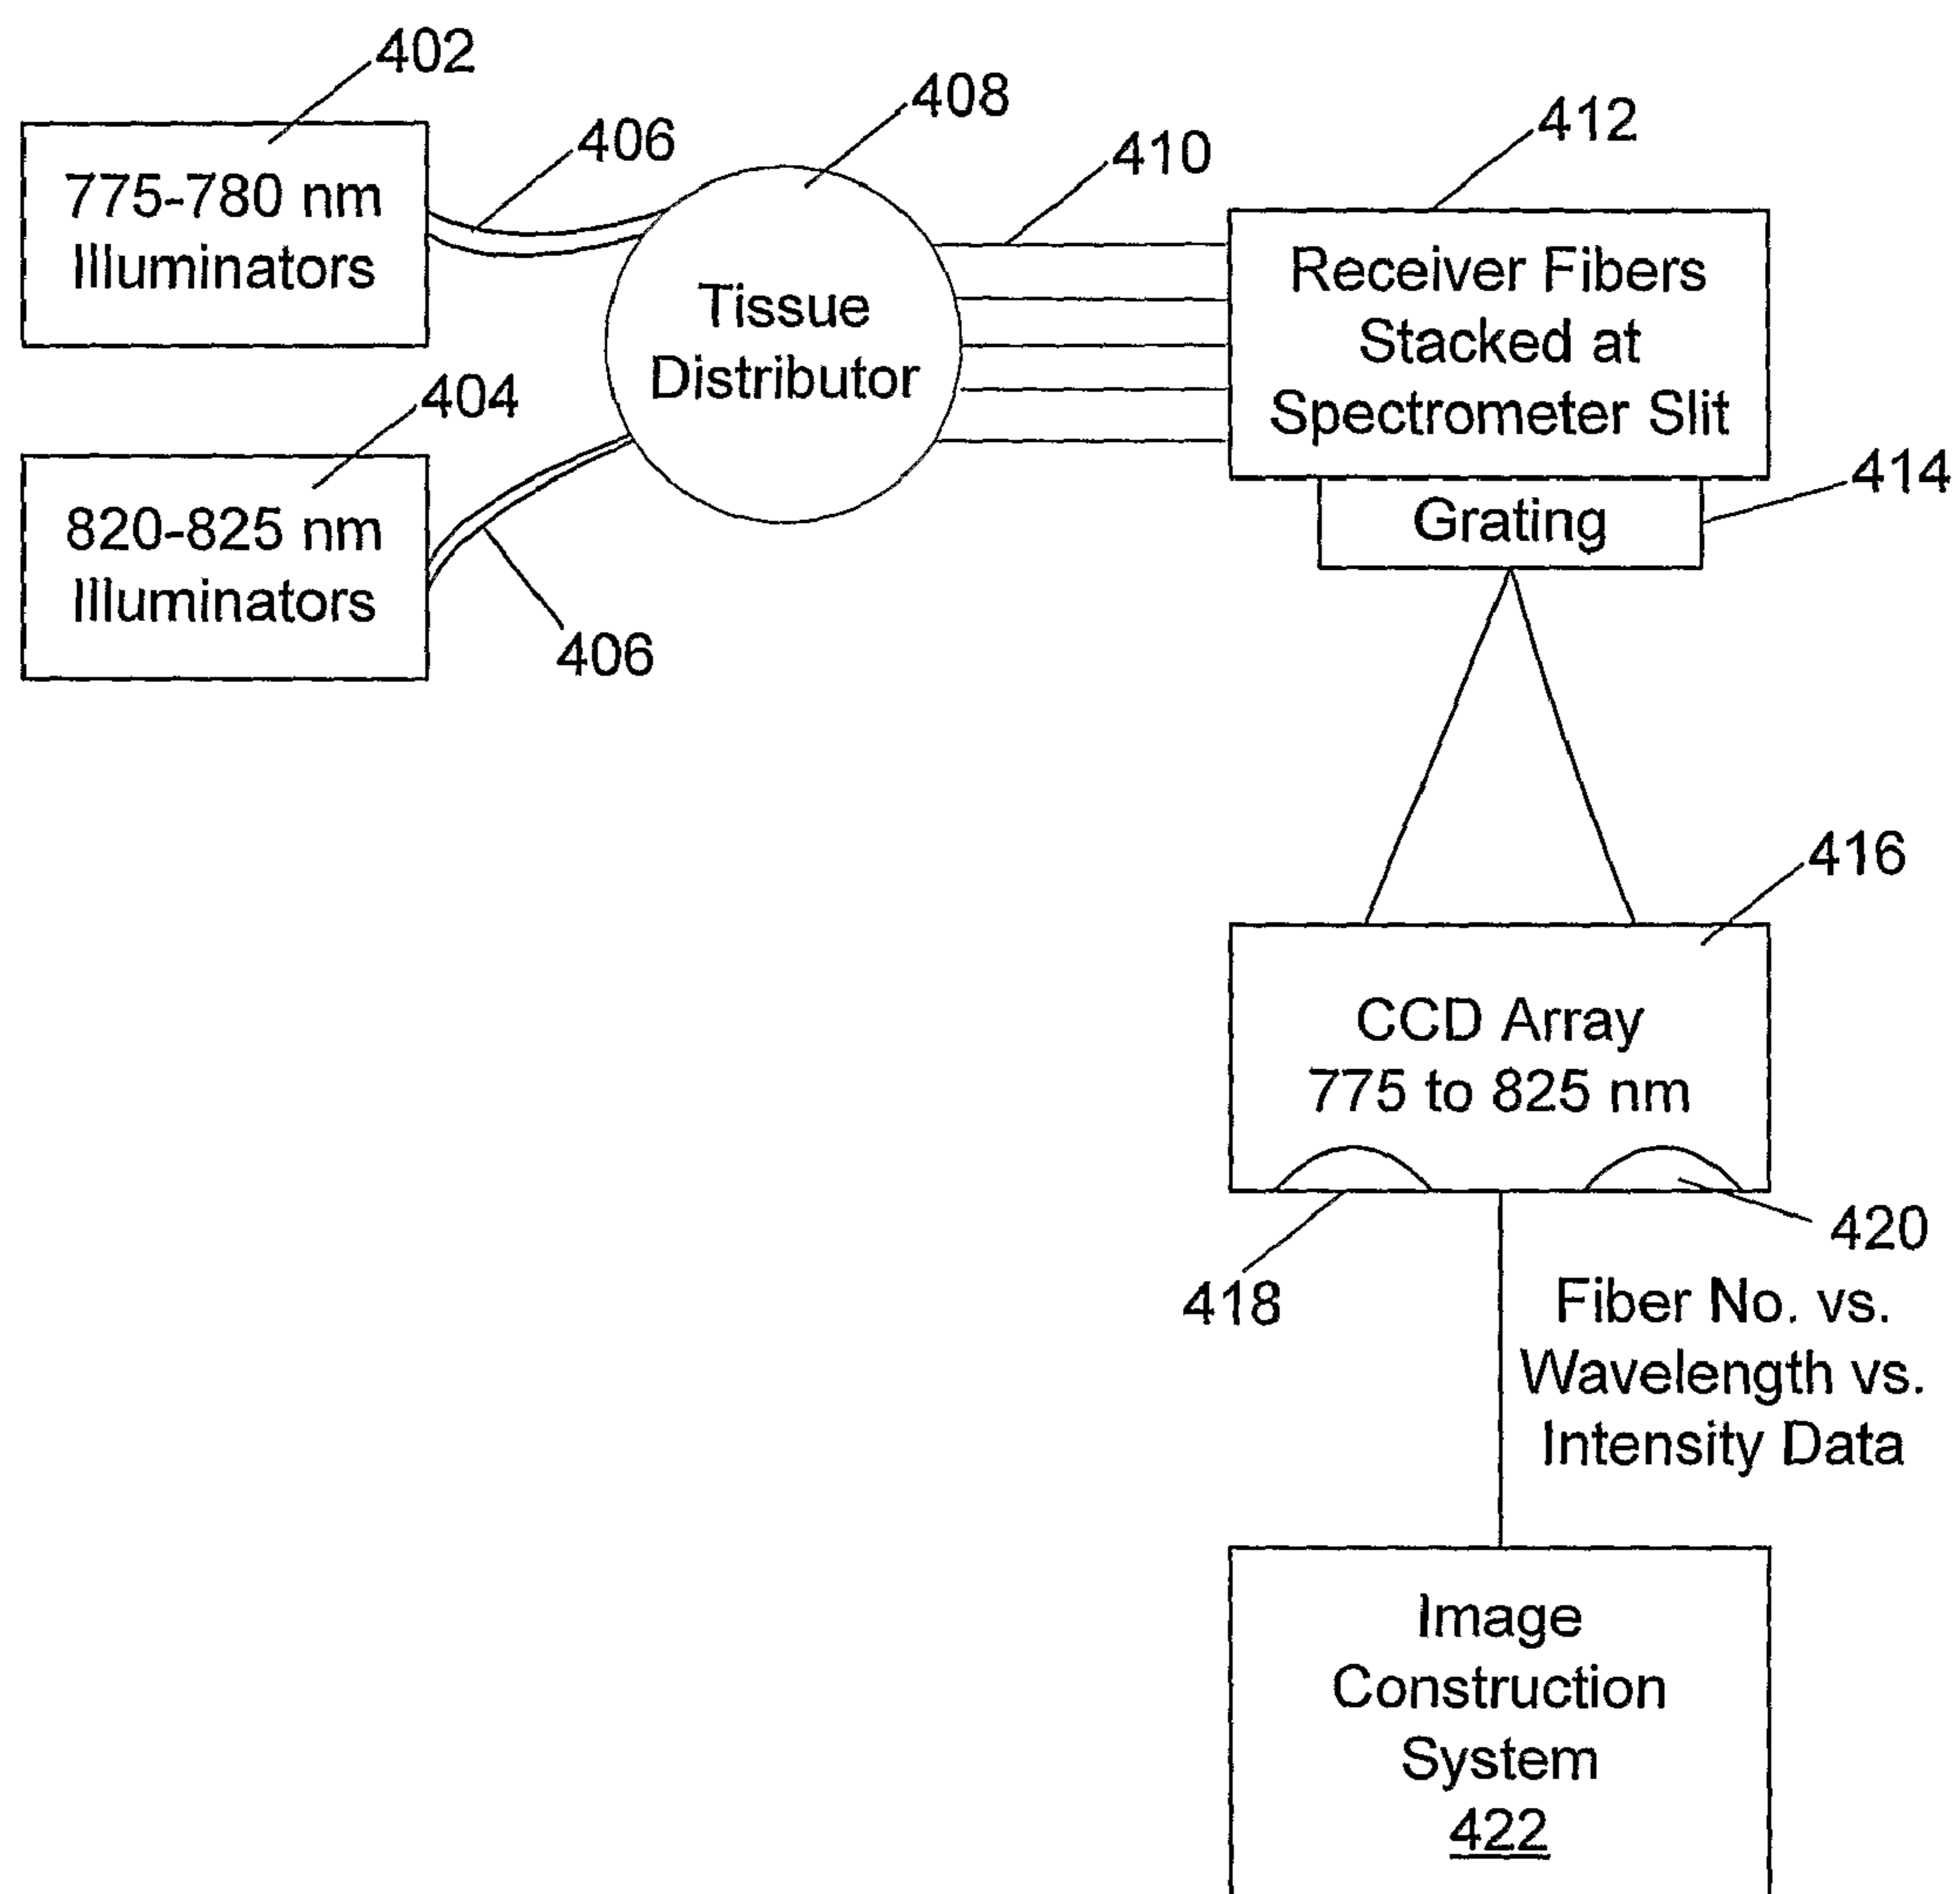 402
408
406
410
412
775-780 nm
Illuminators
Tissue
Distributor
Receiver Fibers
Stacked at
Spectrometer Slit
404
414
Grating
820-825 nm
Illuminators
406
416
CCD Array
775 to 825 nm
420
418
Fiber No. vs.
Wavelength vs.
Intensity Data
Image
Construction
System
422